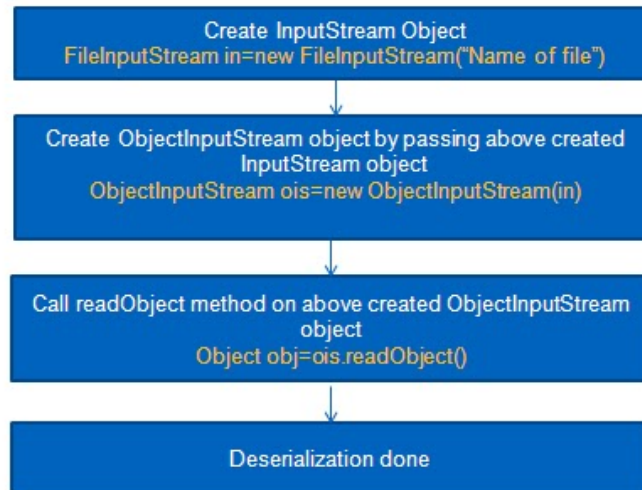 Create InputStream Object
FileInputStream in=new FileInputStream(“Name of file”)
Create ObjectInputStream object by passing above created
InputStream object
ObjectInputStream ois=new ObjectInputStream(in)
Call readObject method on above created ObjectInputStream
object
Object obj=ois.readObject()
Deserialization done